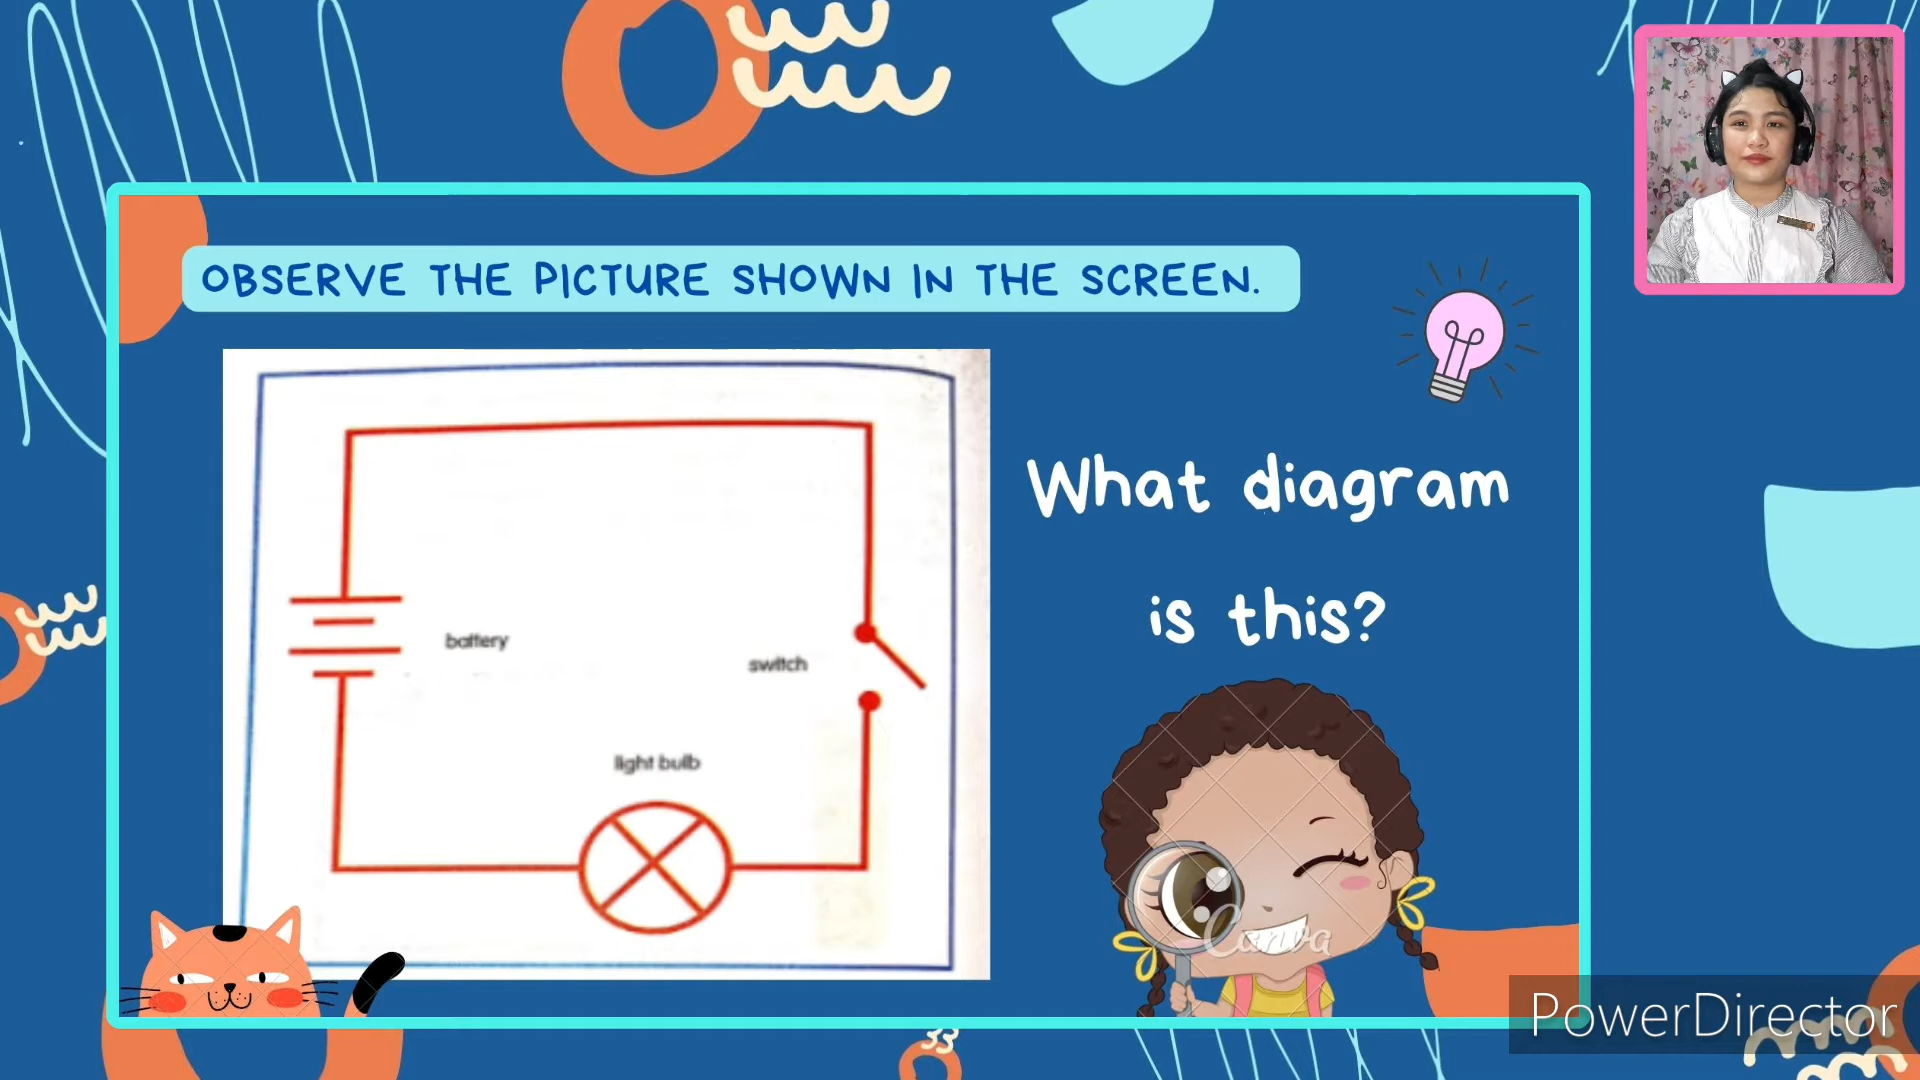 OBSERVE THE PICTURE SHOWN IN THE SCREEN.
What diagram
is this?
battery
switch
light bulb
Canva
PowerDirector